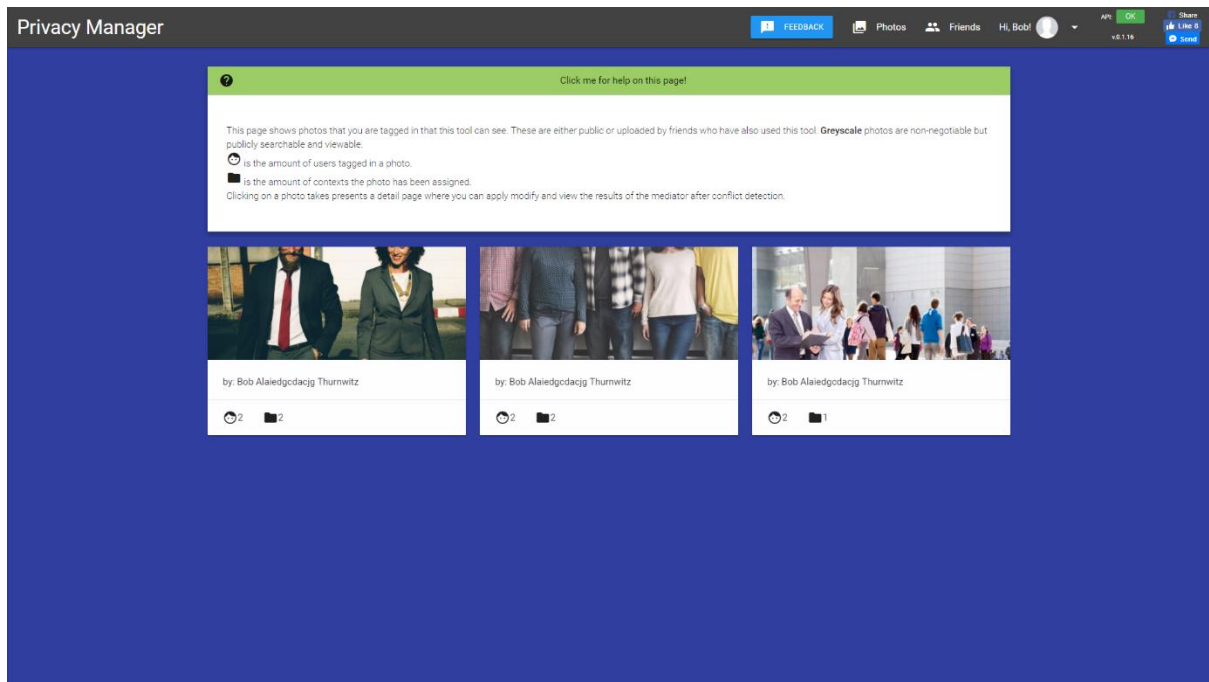 Privacy Manager
FEEDBACK
Photos
Friends
Hi, Bob!
API: OK
v.0.1.16
Share
Like 8
Send
Click me for help on this page!
This page shows photos that you are tagged in that this tool can see. These are either public or uploaded by friends who have also used this tool. Greyscale photos are non-negotiable but
publicly searchable and viewable.
is the amount of users tagged in a photo.
is the amount of contexts the photo has been assigned.
Clicking on a photo takes presents a detail page where you can apply modify and view the results of the mediator after conflict detection.
by: Bob Alaiedgcdacjg Thurnwitz
2 2
by: Bob Alaiedgcdacjg Thurnwitz
2 2
by: Bob Alaiedgcdacjg Thurnwitz
2 1